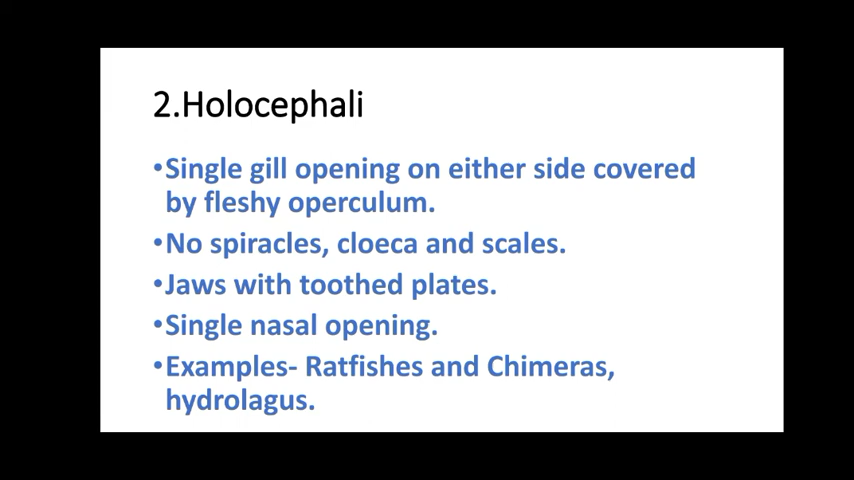 2.Holocephali
•Single gill opening on either side covered
by fleshy operculum.
•No spiracles, cloeca and scales.
•Jaws with toothed plates.
•Single nasal opening.
•Examples- Ratfishes and Chimeras,
hydrolagus.